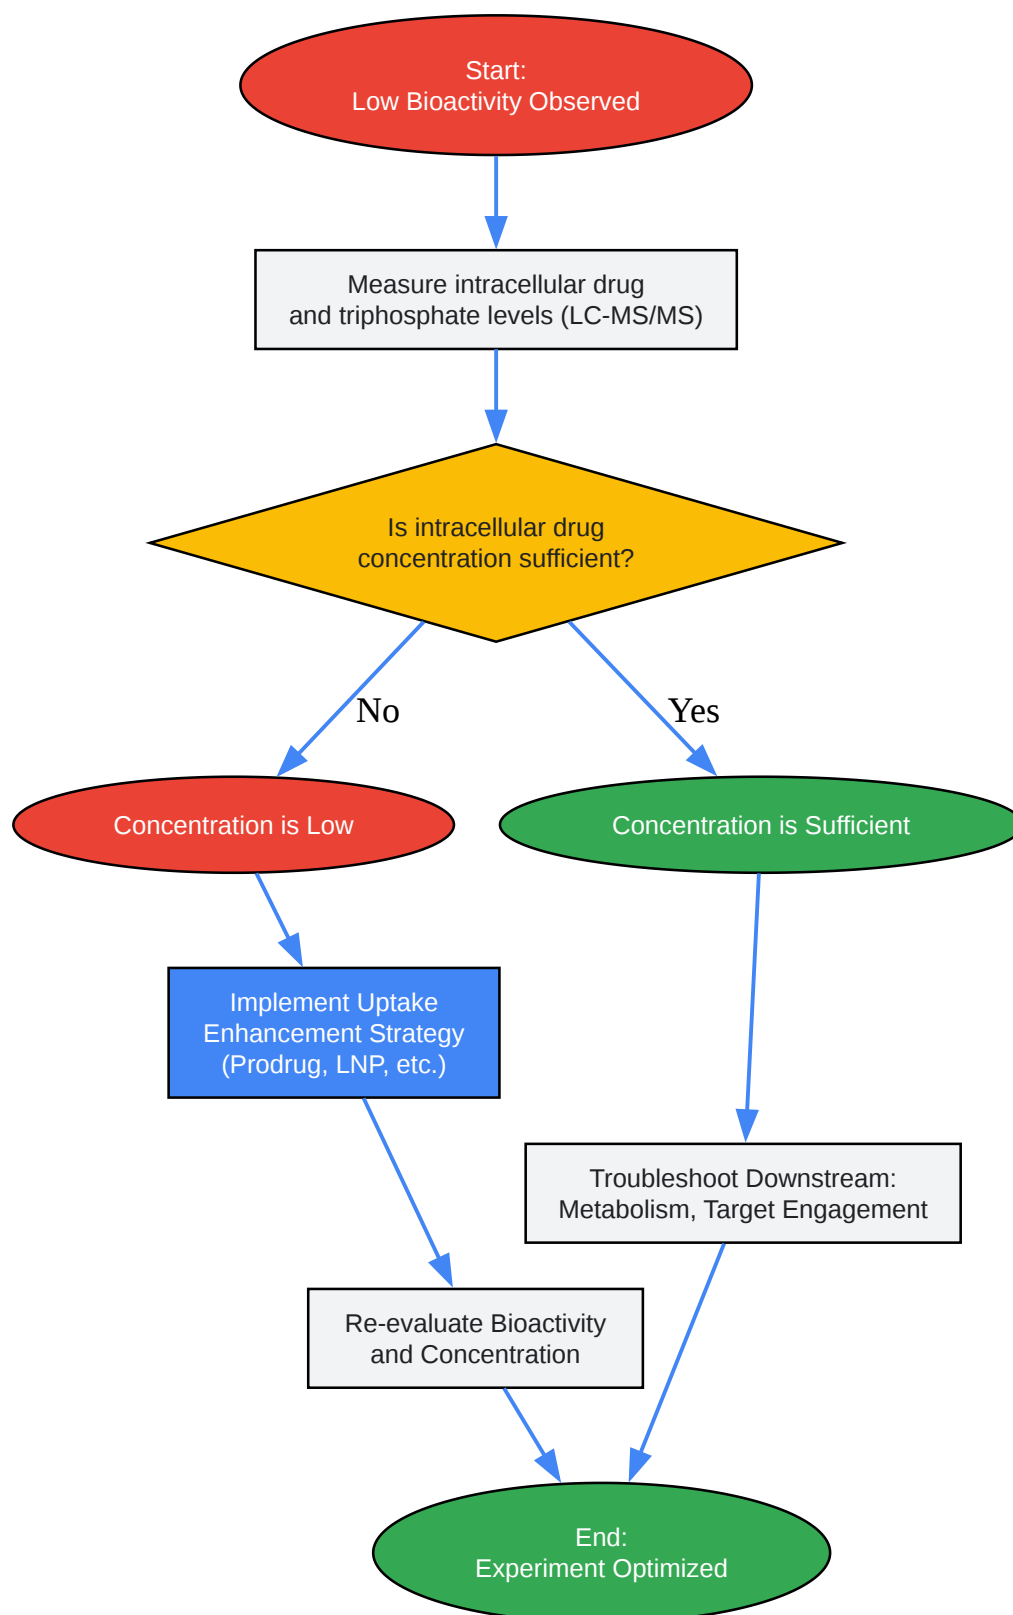 Start:
Low Bioactivity Observed
Measure intracellular drug
and triphosphate levels (LC-MS/MS)
Is intracellular drug
concentration sufficient?
No
Yes
Concentration is Low
Concentration is Sufficient
Implement Uptake
Enhancement Strategy
(Prodrug, LNP, etc.)
Troubleshoot Downstream:
Metabolism, Target Engagement
Re-evaluate Bioactivity
and Concentration
End:
Experiment Optimized